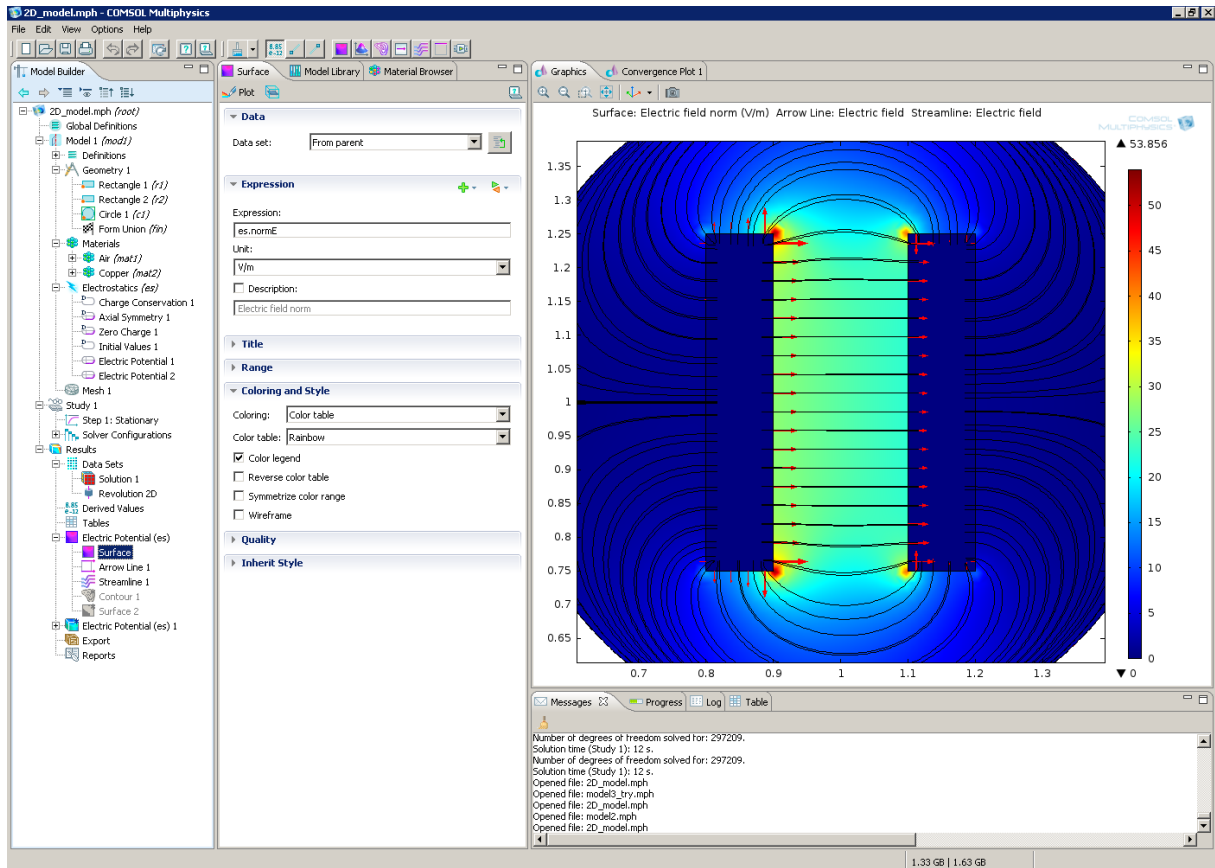 2D_model.mph - COMSOL Multiphysics
File Edit View Options Help
Model Builder
2D_model.mph (root)
Global Definitions
Model 1 (mod1)
Definitions
Geometry 1
Rectangle 1 (r1)
Rectangle 2 (r2)
Circle 1 (c1)
Form Union (fin)
Materials
Air (mat1)
Copper (mat2)
Electrostatics (es)
Charge Conservation 1
Axial Symmetry 1
Zero Charge 1
Initial Values 1
Electric Potential 1
Electric Potential 2
Mesh 1
Study 1
Step 1: Stationary
Solver Configurations
Results
Data Sets
Solution 1
Revolution 2D
Derived Values
Tables
Electric Potential (es)
Surface
Arrow Line 1
Streamline 1
Contour 1
Surface 2
Electric Potential (es) 1
Export
Reports
Surface Model Library Material Browser
Plot
Data
Data set: From parent
Expression
Expression:
es.normE
Unit:
V/m
Description:
Electric field norm
Title
Range
Coloring and Style
Coloring: Color table
Color table: Rainbow
Color legend
Reverse color table
Symmetrize color range
Wireframe
Quality
Inherit Style
Graphics Convergence Plot 1
Surface: Electric field norm (V/m) Arrow Line: Electric field Streamline: Electric field
COMSOL
MULTIPHYSICS
▲ 53.856
1.35
1.3
1.25
1.2
1.15
1.1
1.05
1
0.95
0.9
0.85
0.8
0.75
0.7
0.65
0.7 0.8 0.9 1 1.1 1.2 1.3
50
45
40
35
30
25
20
15
10
5
0
▼ 0
Messages Progress Log Table
Number of degrees of freedom solved for: 297209.
Solution time (Study 1): 12 s.
Number of degrees of freedom solved for: 297209.
Solution time (Study 1): 12 s.
Opened file: 2D_model.mph
Opened file: model3_try.mph
Opened file: 2D_model.mph
Opened file: model2.mph
Opened file: 2D_model.mph
1.33 GB | 1.63 GB